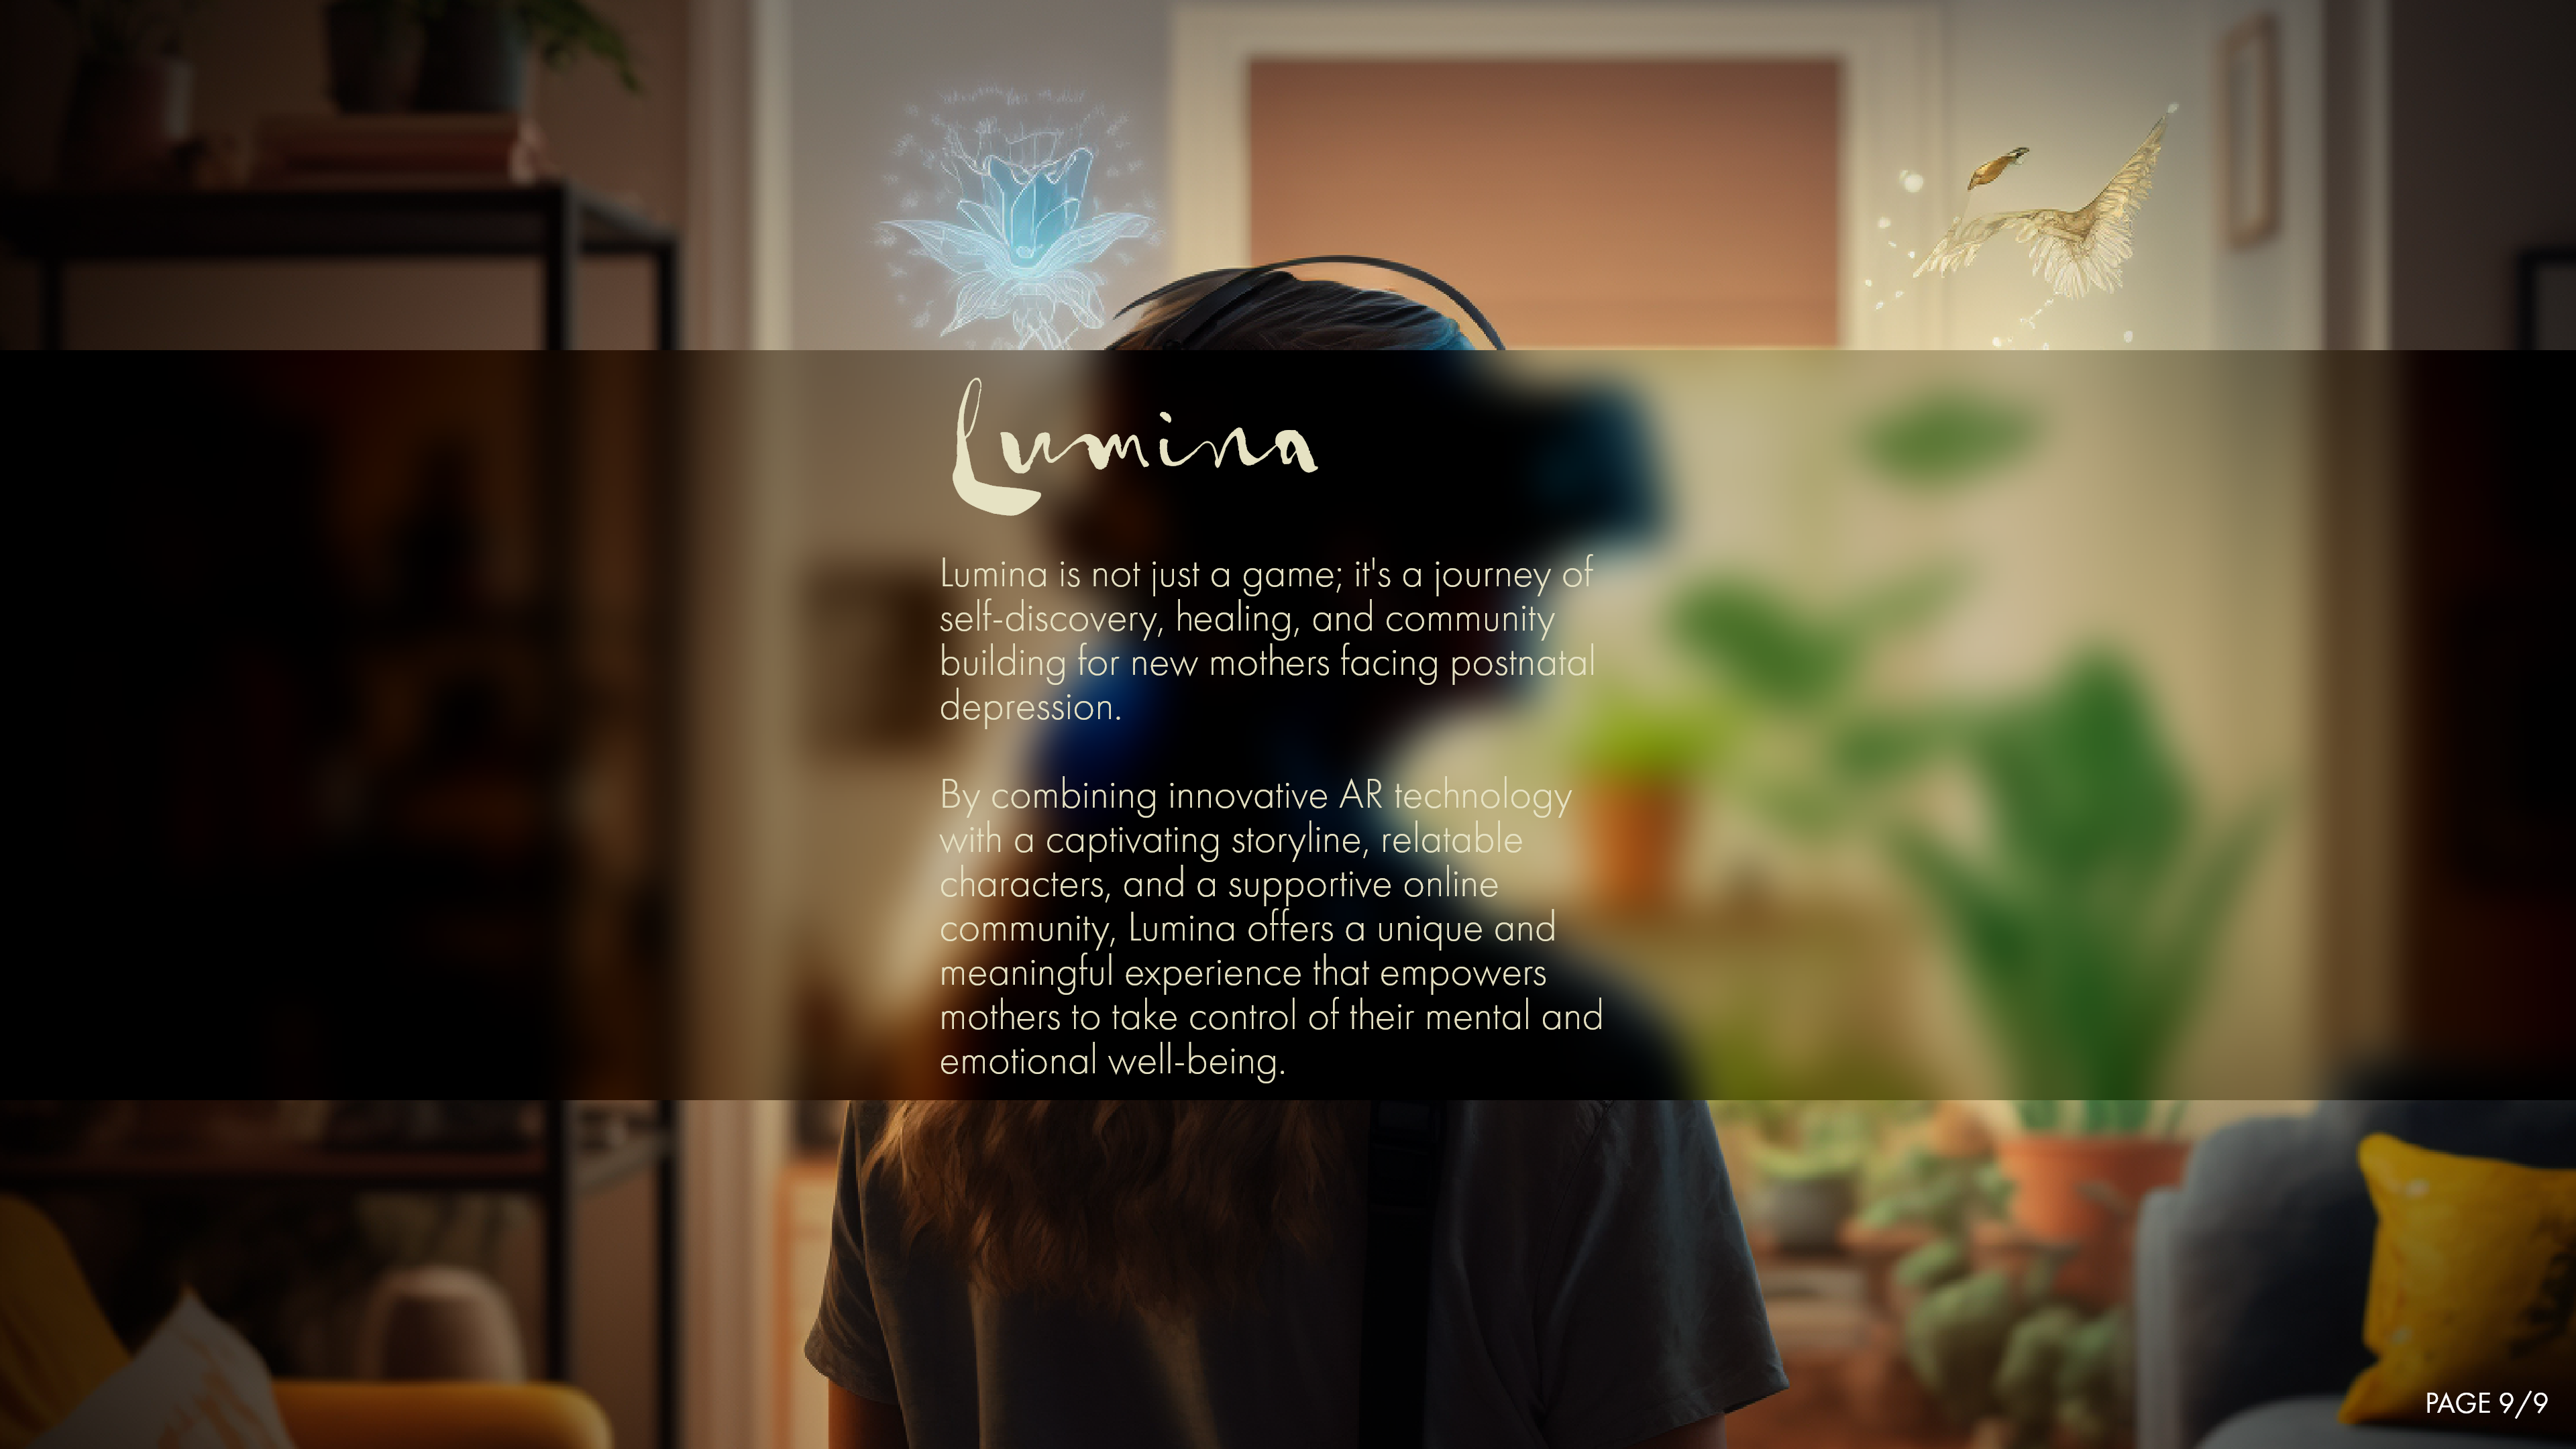 Lumina
Lumina is not just a game; it's a journey of
self-discovery, healing, and community
building for new mothers facing postnatal
depression.
By combining innovative AR technology
with a captivating storyline, relatable
characters, and a supportive online
community, Lumina offers a unique and
meaningful experience that empowers
mothers to take control of their mental and
emotional well-being.
PAGE 9/9